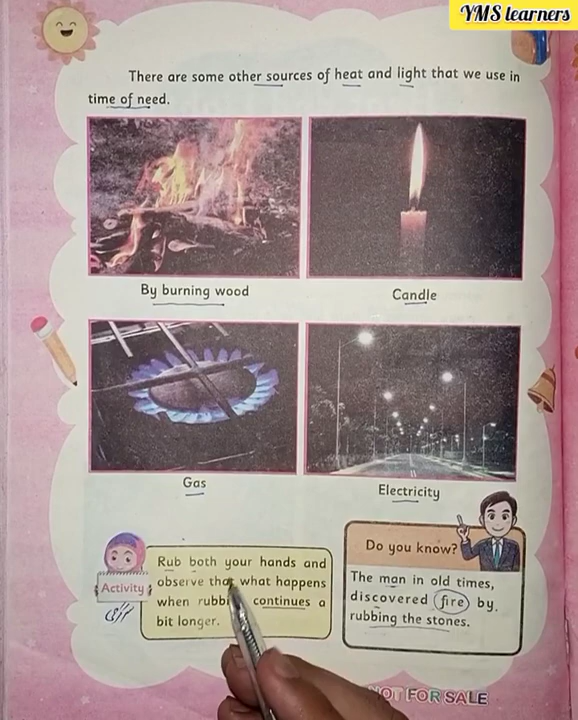 YMS learners
There are some other sources of heat and light that we use in
time of need.
By burning wood
Candle
Gas
Electricity
Activity
Rub both your hands and
observe that what happens
when rubbi continues a
bit longer.
Do you know?
The man in old times,
discovered fire by.
rubbing the stones.
NOT FOR SALE